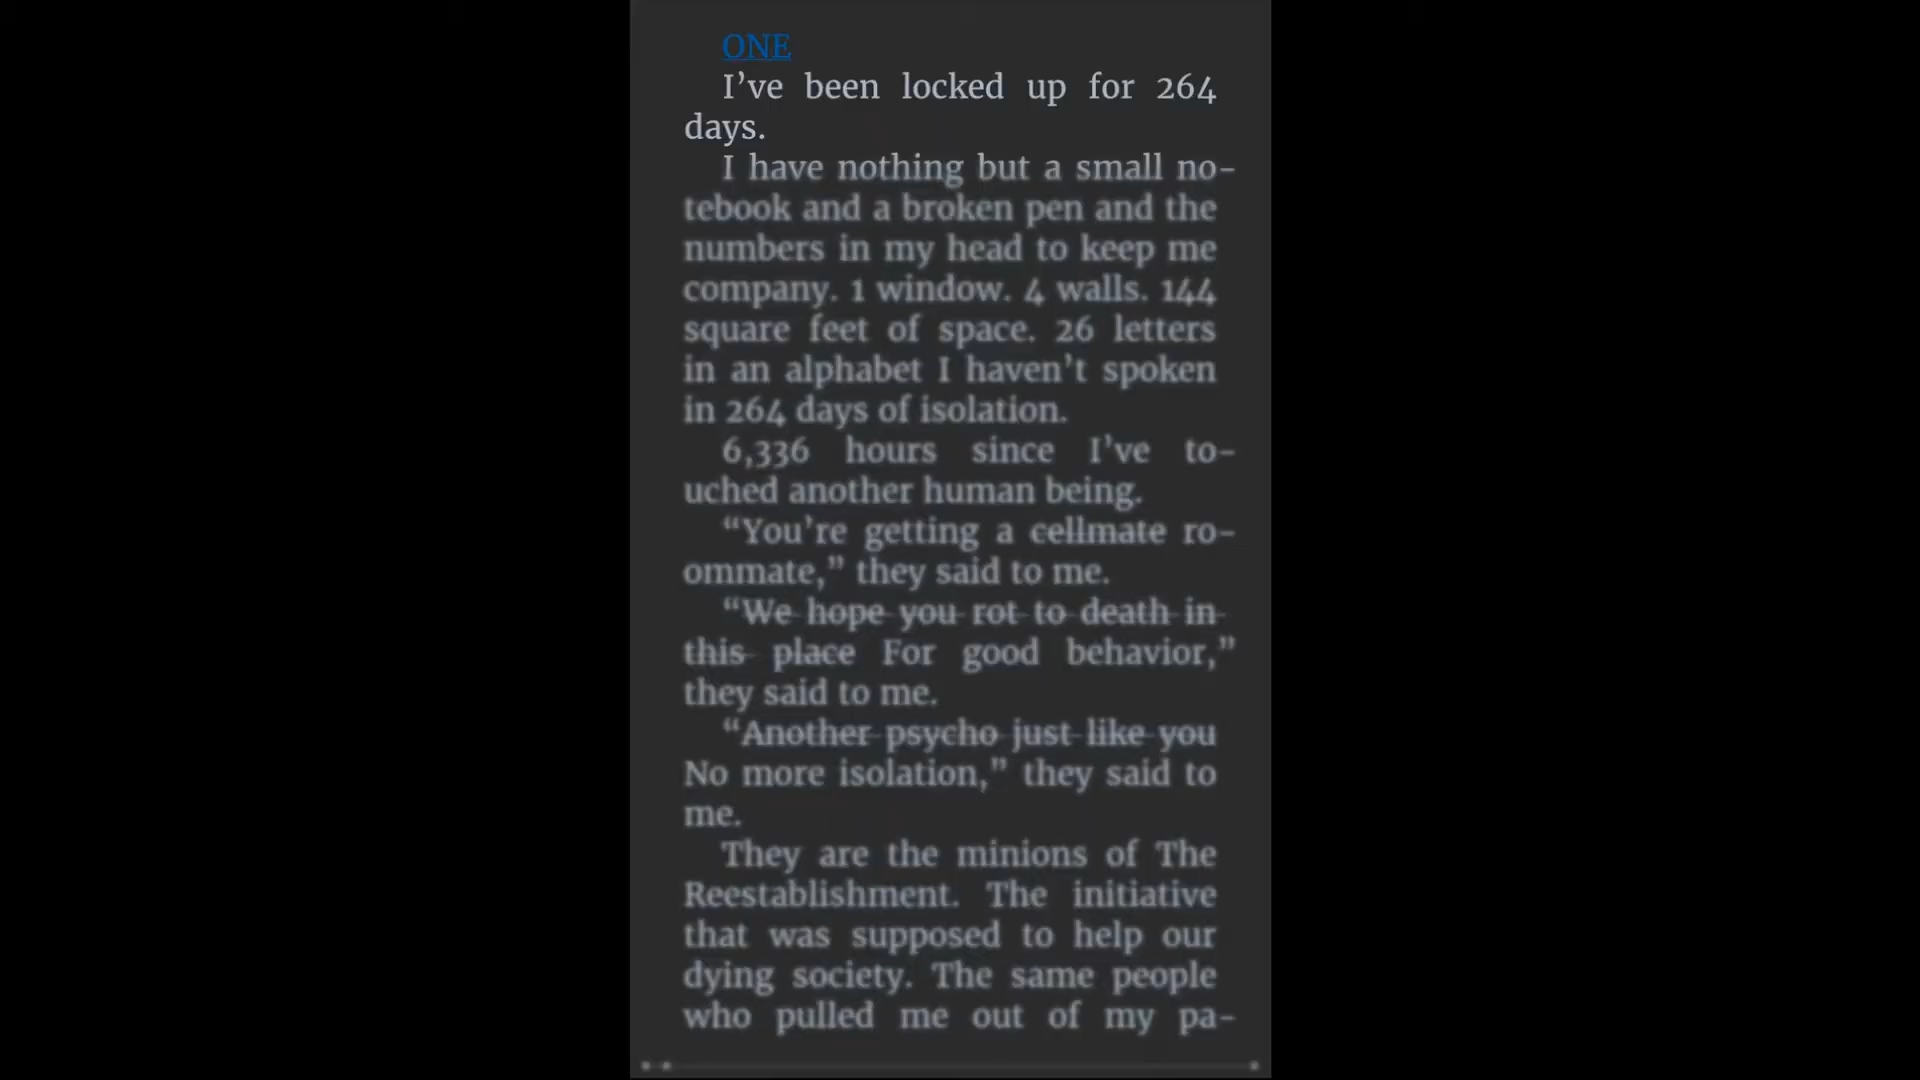 ONE
I’ve been locked up for 264
days.
I have nothing but a small no-
tebook and a broken pen and the
numbers in my head to keep me
company. 1 window. 4 walls. 144
square feet of space. 26 letters
in an alphabet I haven’t spoken
in 264 days of isolation.
6,336 hours since I’ve to-
uched another human being.
“You’re getting a cellmate ro-
ommate,” they said to me.
“We hope you rot to death in
this place For good behavior,”
they said to me.
“Another psycho just like you
No more isolation,” they said to
me.
They are the minions of The
Reestablishment. The initiative
that was supposed to help our
dying society. The same people
who pulled me out of my pa-